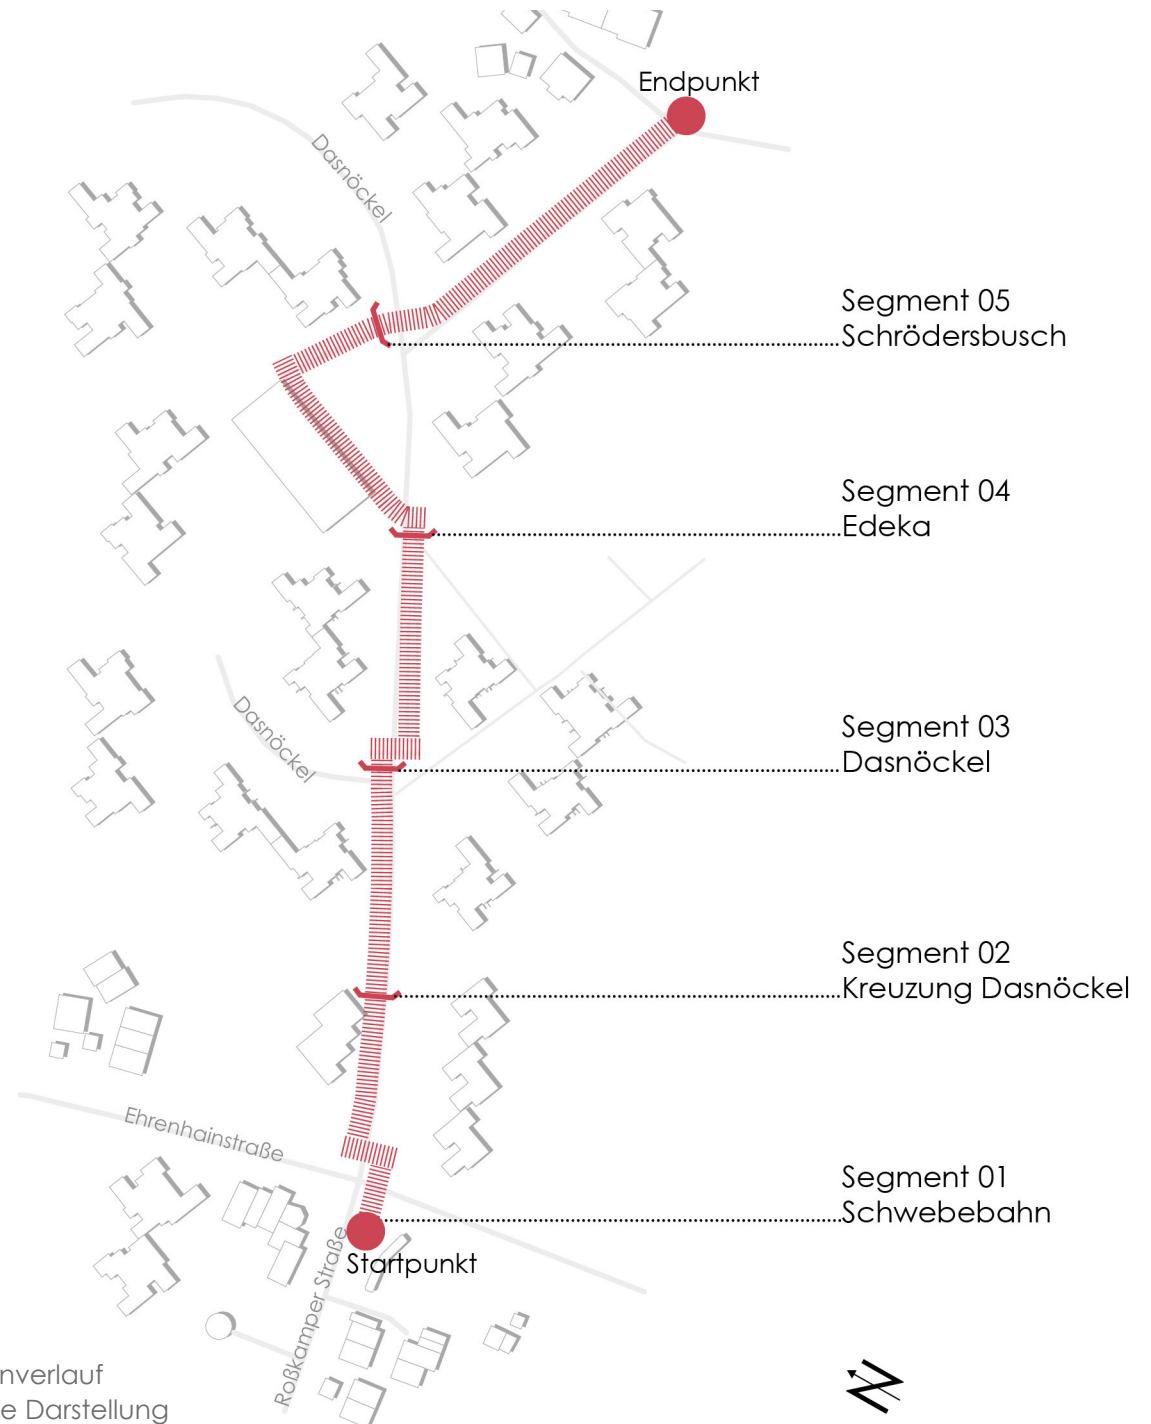 Endpunkt
Dasnöckel
Segment 05
Schrödersbusch
Segment 04
Edeka
Dasnöckel
Segment 03
Dasnöckel
Segment 02
Kreuzung Dasnöckel
Ehrenhainstraße
Segment 01
Schwebebahn
Startpunkt
Roßkamper Straße
nverlauf
e Darstellung
N